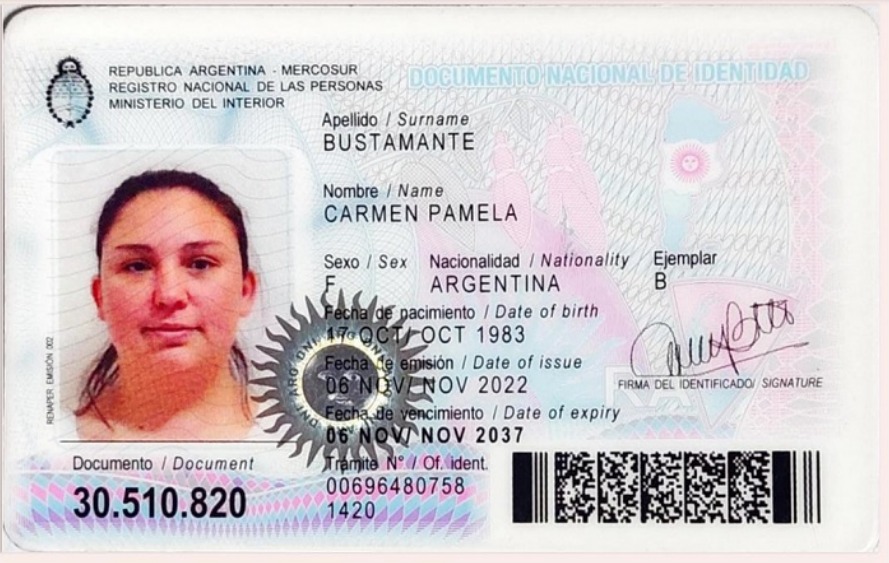 REPUBLICA ARGENTINA - MERCOSUR
REGISTRO NACIONAL DE LAS PERSONAS
MINISTERIO DEL INTERIOR
DOCUMENTO NACIONAL DE IDENTIDAD
Apellido / Surname
BUSTAMANTE
Nombre / Name
CARMEN PAMELA
Sexo / Sex Nacionalidad / Nationality Ejemplar
F ARGENTINA B
Fecha de nacimiento / Date of birth
17 OCT/ OCT 1983
Fecha de emisión / Date of issue
06 NOV/ NOV 2022
FIRMA DEL IDENTIFICADO/ SIGNATURE
Fecha de vencimiento / Date of expiry
06 NOV/ NOV 2037
RENAPER EMISIÓN 002
Documento / Document
30.510.820
Trámite N° / Of. ident.
00696480758
1420